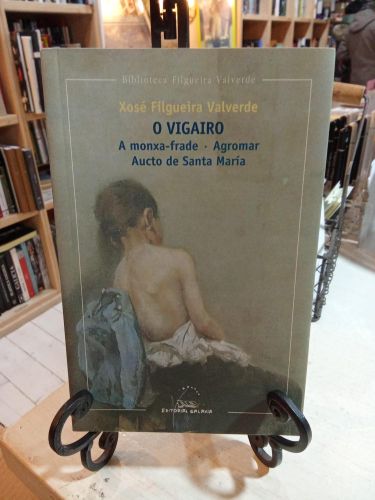 Biblioteca Filgueira Valverde
Xosé Filgueira Valverde
O VIGAIRO
A monxa-frade · Agromar
Aucto de Santa María
EDITORIAL GALAXIA